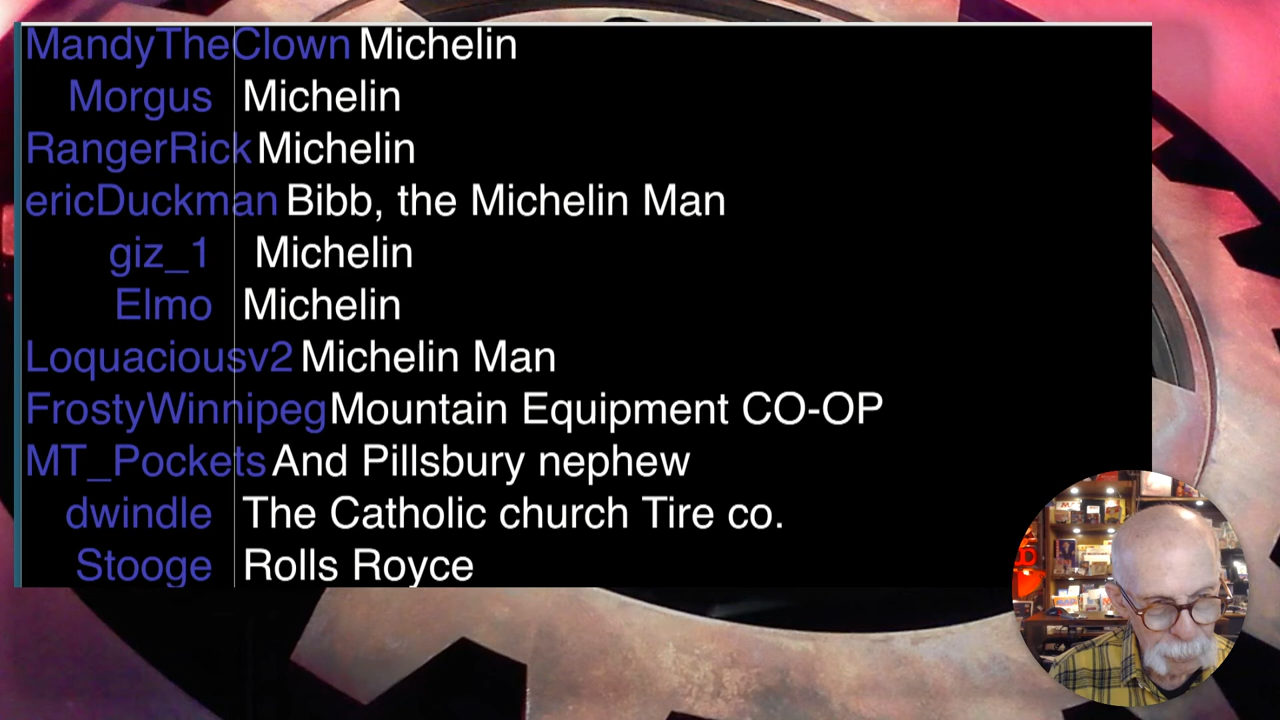 MandyTheClown Michelin
Morgus Michelin
RangerRick Michelin
ericDuckman Bibb, the Michelin Man
giz_1 Michelin
Elmo Michelin
Loquaciousv2 Michelin Man
FrostyWinnipeg Mountain Equipment CO-OP
MT_Pockets And Pillsbury nephew
dwindle The Catholic church Tire co.
Stooge Rolls Royce